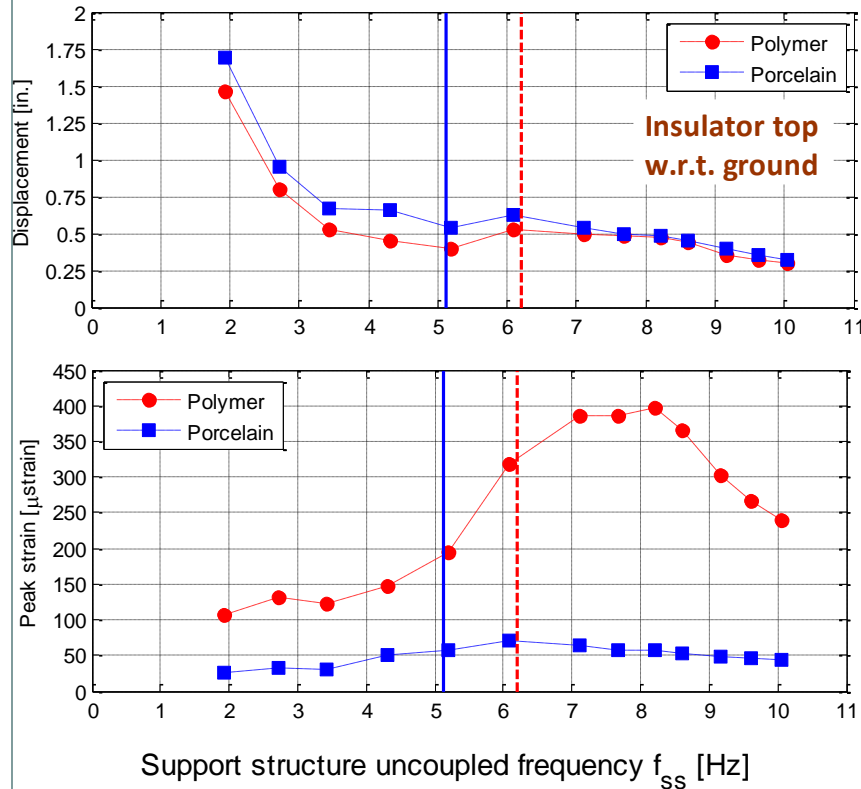 2
1.75
1.5
1.25
1
0.75
0.5
0.25
0
Displacement [in.]
Polymer
Porcelain
Insulator top
w.r.t. ground
0 1 2 3 4 5 6 7 8 9 10 11
450
400
350
300
250
200
150
100
50
0
Peak strain [μstrain]
Polymer
Porcelain
0 1 2 3 4 5 6 7 8 9 10 11
Support structure uncoupled frequency fss [Hz]